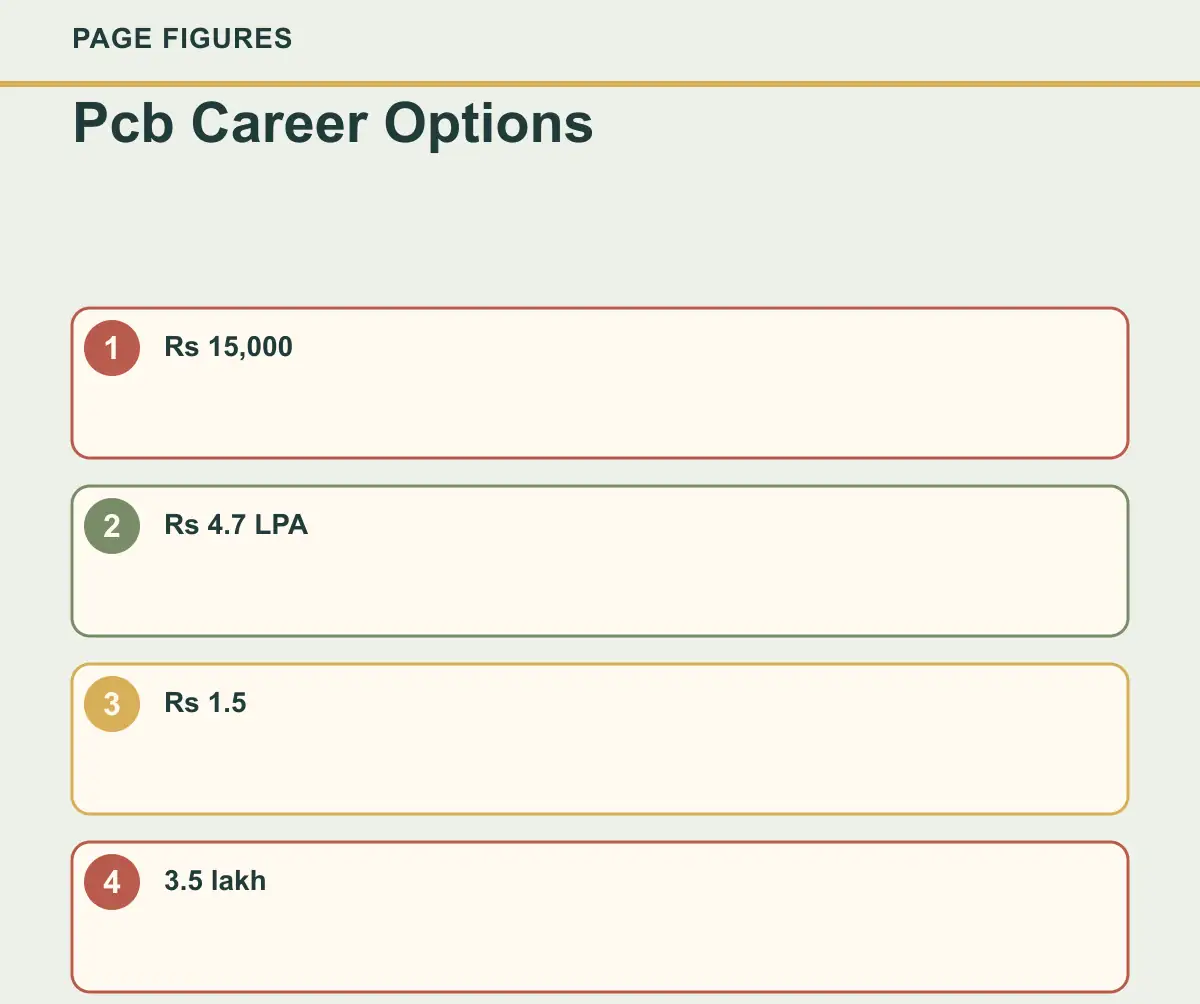 PAGE FIGURES
Pcb Career Options
1 Rs 15,000
2 Rs 4.7 LPA
3 Rs 1.5
4 3.5 lakh